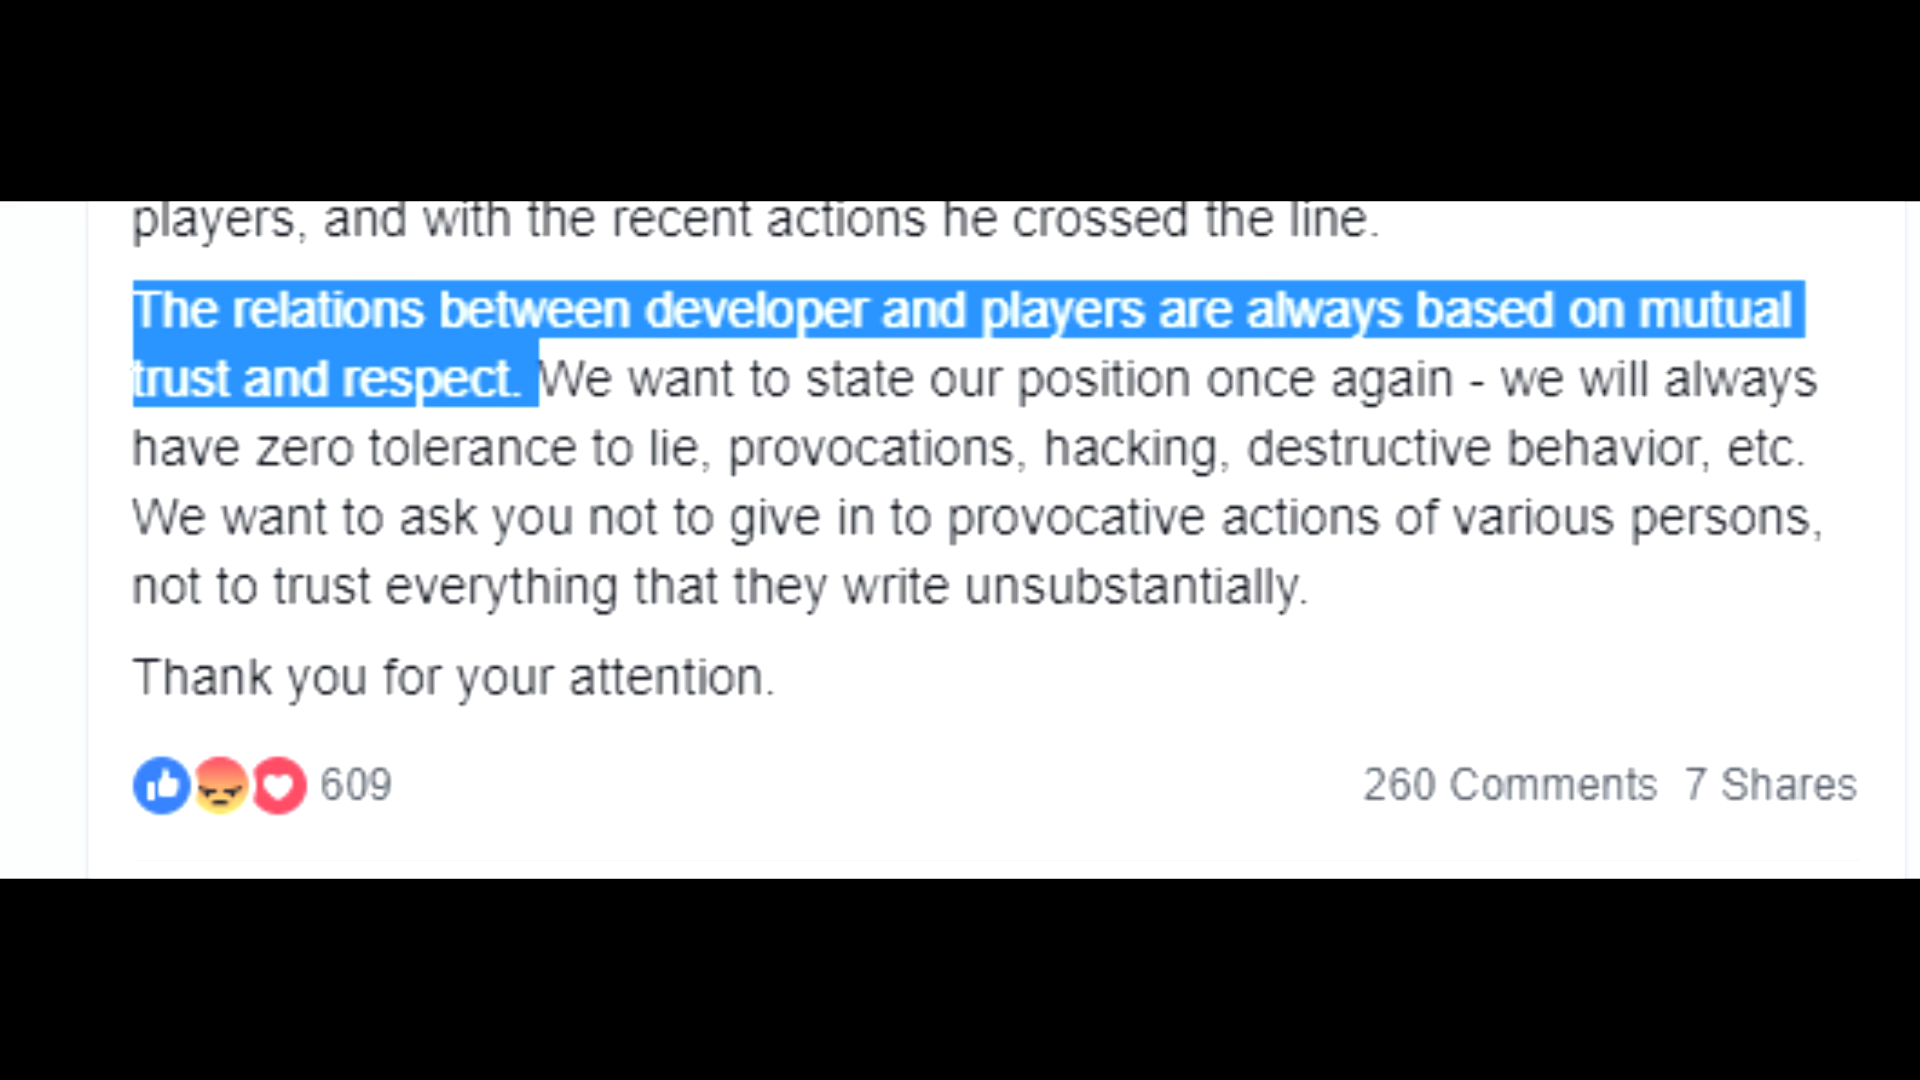 players, and with the recent actions he crossed the line.
The relations between developer and players are always based on mutual
trust and respect. We want to state our position once again - we will always
have zero tolerance to lie, provocations, hacking, destructive behavior, etc.
We want to ask you not to give in to provocative actions of various persons,
not to trust everything that they write unsubstantially.
Thank you for your attention.
609 260 Comments 7 Shares